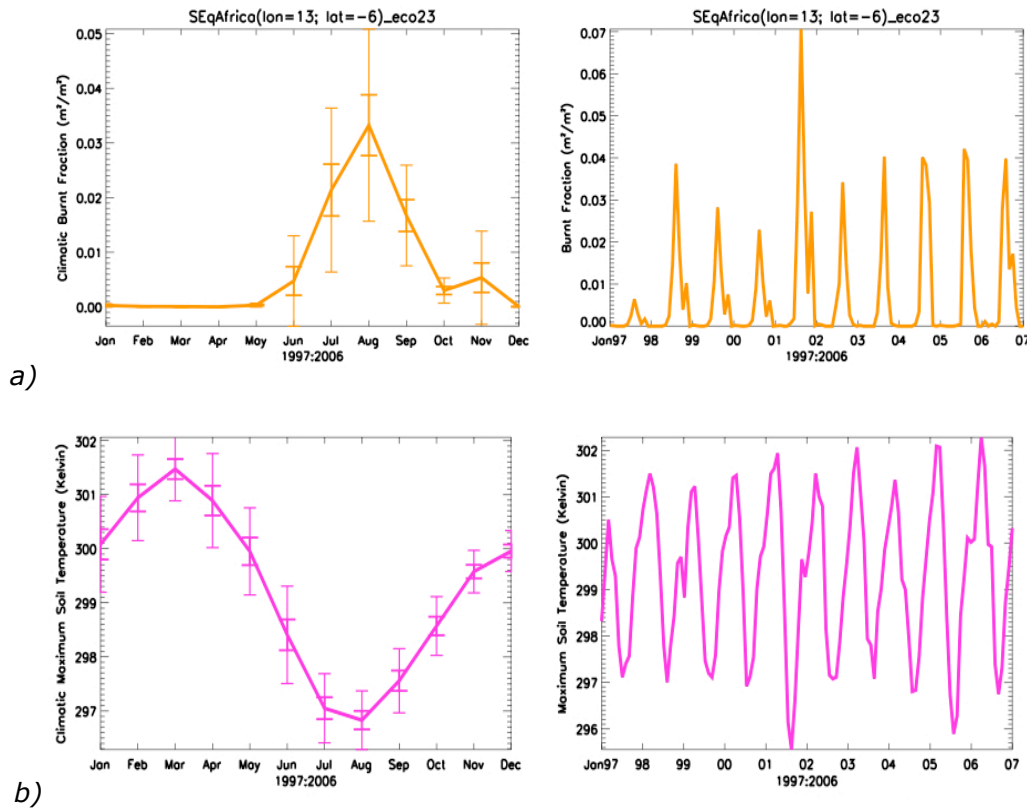 SEqAfrica(lon=13; lat=-6)_eco23
Climatic Burnt Fraction (m²/m²)
0.05
0.04
0.03
0.02
0.01
0.00
Jan Feb Mar Apr May Jun Jul Aug Sep Oct Nov Dec
1997:2006
SEqAfrica(lon=13; lat=-6)_eco23
Burnt Fraction (m²/m²)
0.07
0.06
0.05
0.04
0.03
0.02
0.01
0.00
Jan97 98 99 00 01 02 03 04 05 06 07
1997:2006
a)
Climatic Maximum Soil Temperature (Kelvin)
302
301
300
299
298
297
Jan Feb Mar Apr May Jun Jul Aug Sep Oct Nov Dec
1997:2006
Maximum Soil Temperature (Kelvin)
302
301
300
299
298
297
296
Jan97 98 99 00 01 02 03 04 05 06 07
1997:2006
b)